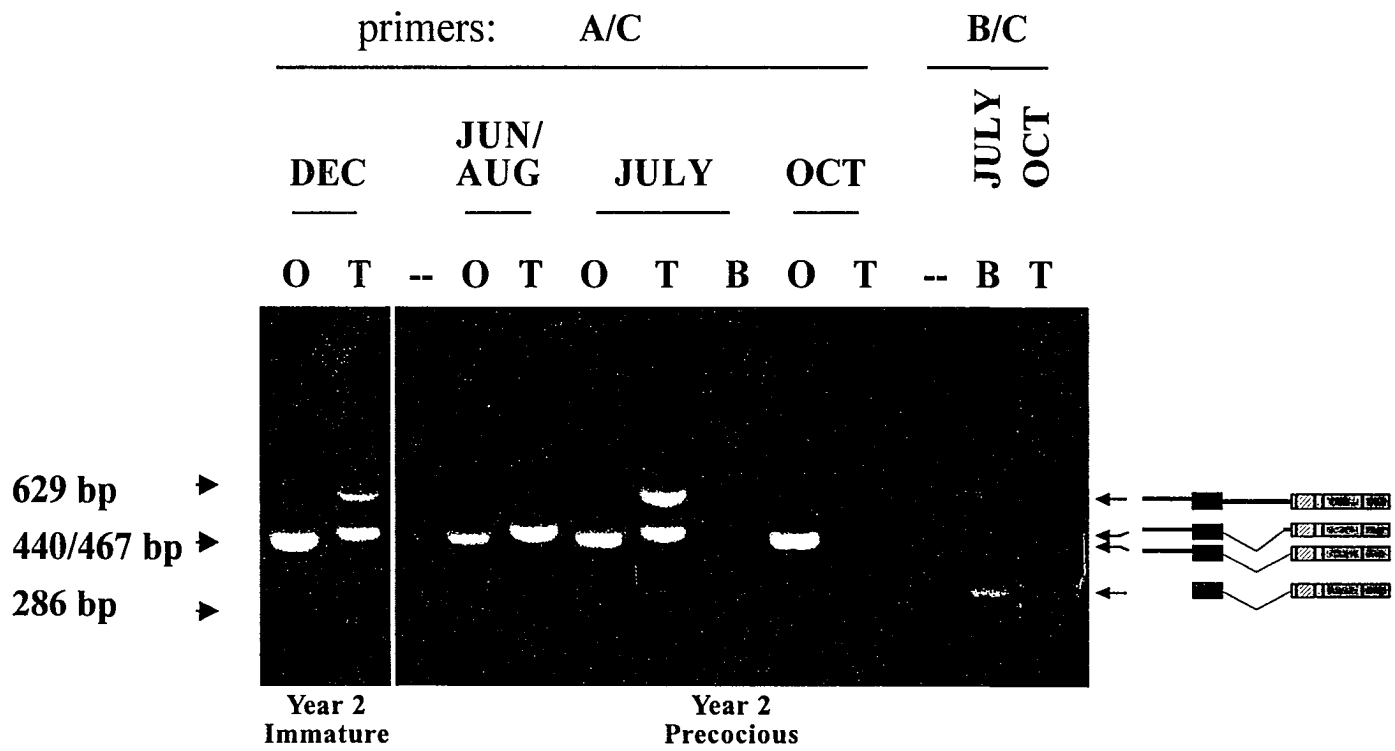 primers: A/C B/C
JULY
OCT
JUN/
DEC AUG JULY OCT
O T -- O T O T B O T -- B T
629 bp
440/467 bp
286 bp
Year 2 Year 2
Immature Precocious